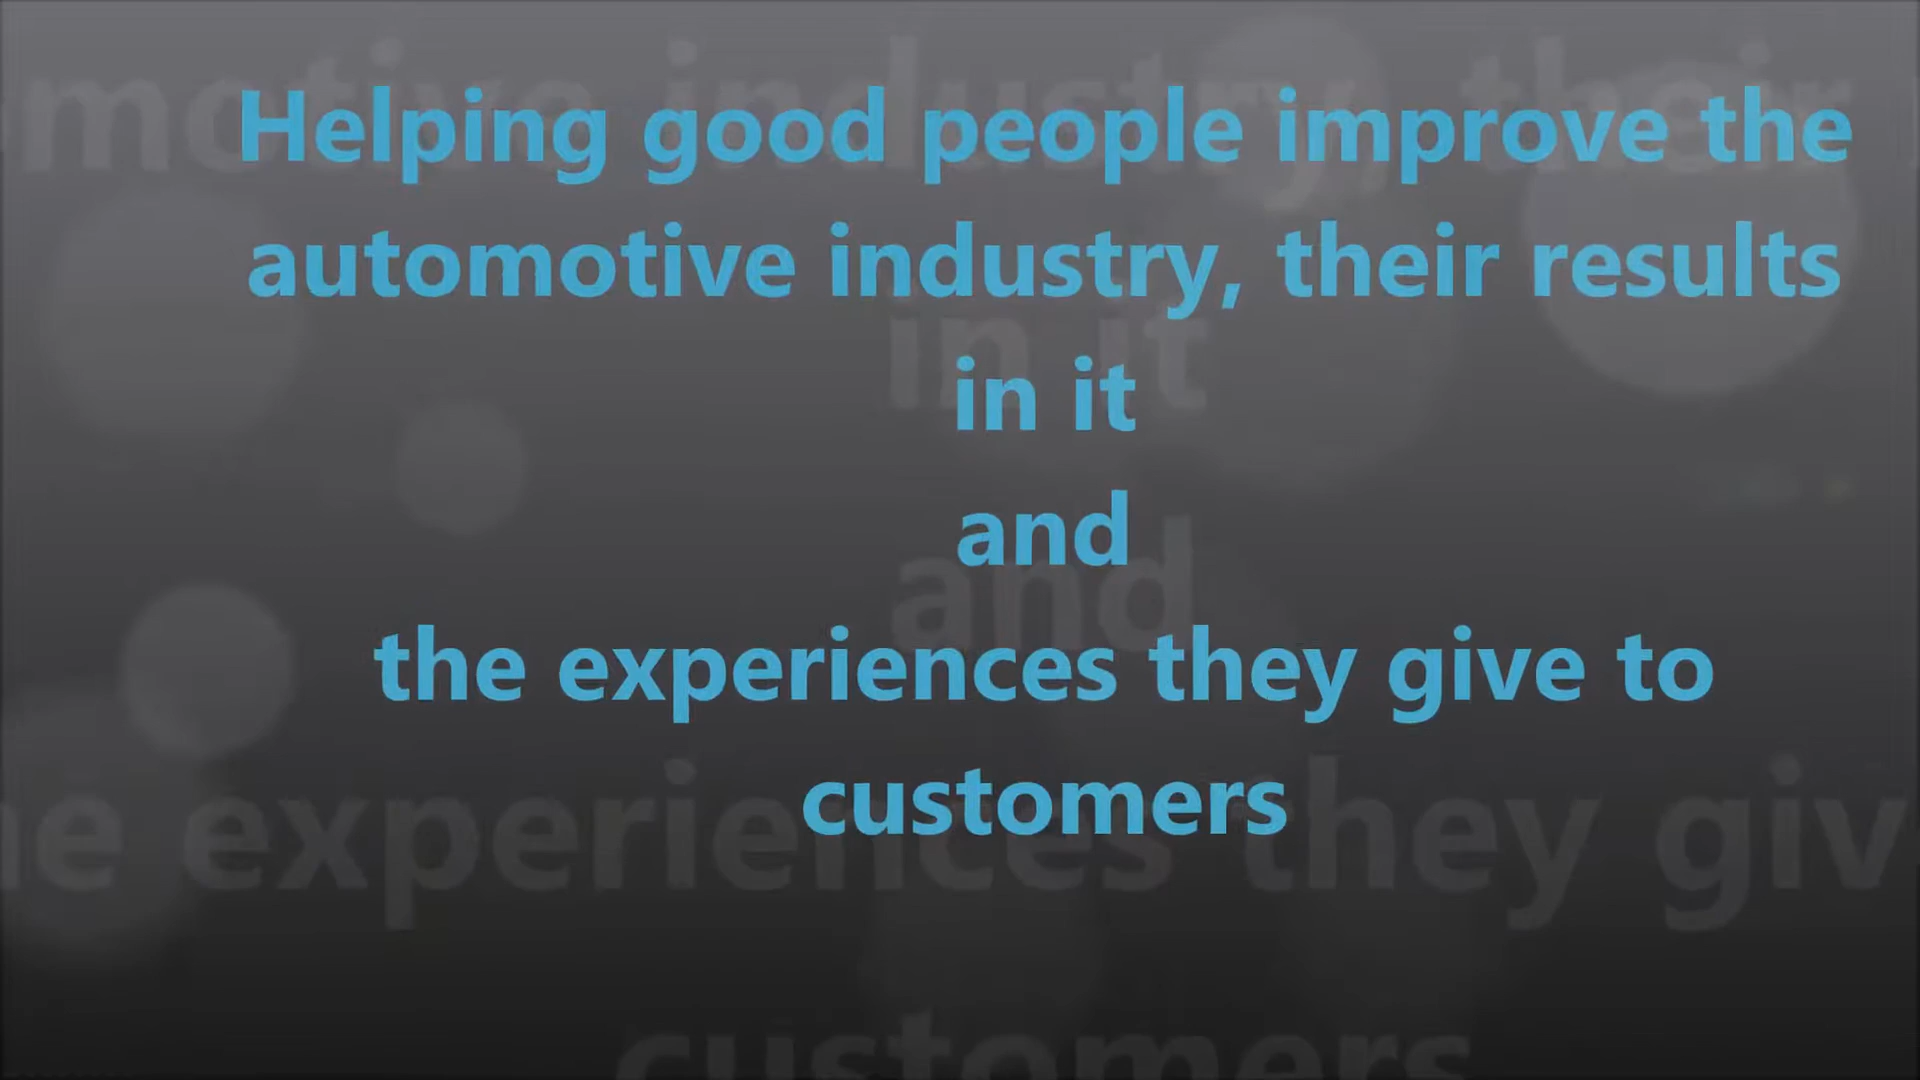 Helping good people improve the
automotive industry, their results
in it
and
the experiences they give to
customers